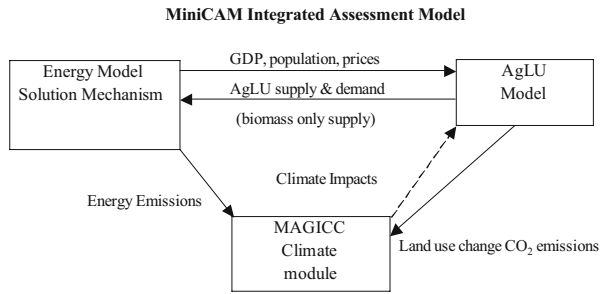 MiniCAM Integrated Assessment Model
Energy Model
Solution Mechanism
GDP, population, prices
AgLU supply & demand
(biomass only supply)
AgLU
Model
Climate Impacts
Energy Emissions
MAGICC
Climate
module
Land use change CO₂ emissions